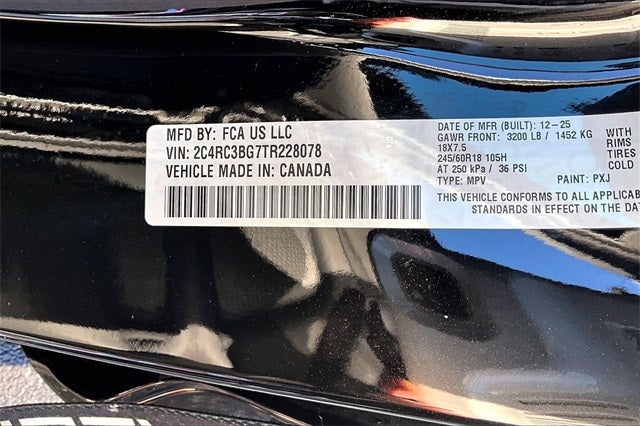 MFD BY: FCA US LLC
VIN: 2C4RC3BG7TR228078
VEHICLE MADE IN: CANADA
DATE OF MFR (BUILT): 12-25
GAWR FRONT: 3200 LB / 1452 KG WITH
18X7.5 RIMS
245/60R18 105H TIRES
AT 250 kPa / 36 PSI COLD
TYPE: MPV PAINT: PXJ
THIS VEHICLE CONFORMS TO ALL APPLICAB
STANDARDS IN EFFECT ON THE DAT